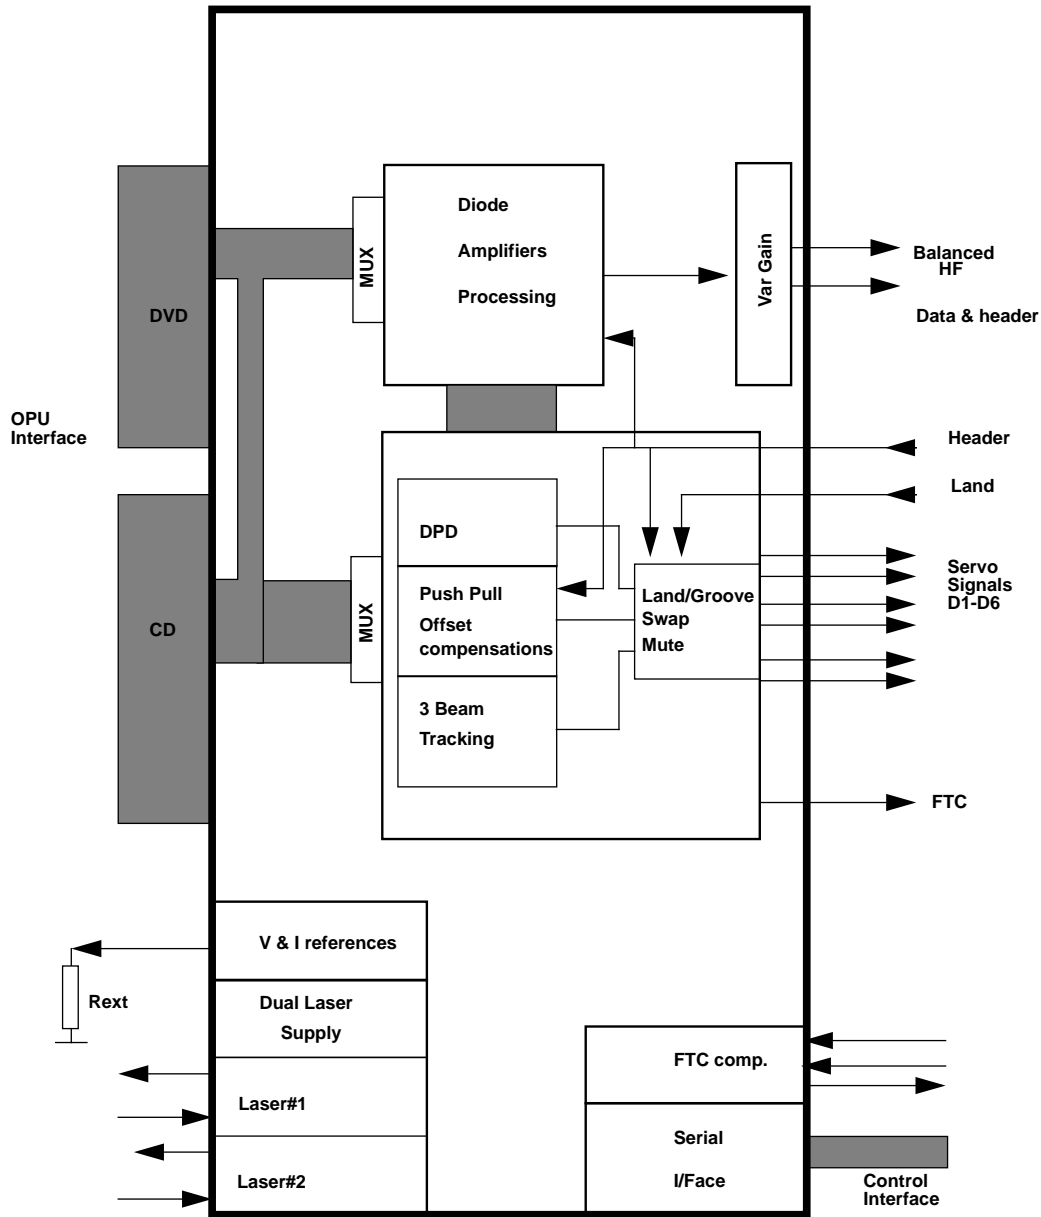 Diode
Amplifiers
Processing
MUX
Var Gain
Balanced
HF
Data & header
DVD
OPU
Interface
Header
Land
DPD
Push Pull
Offset
compensations
MUX
Land/Groove
Swap
Mute
Servo
Signals
D1-D6
CD
3 Beam
Tracking
FTC
V & I references
Rext
Dual Laser
Supply
FTC comp.
Laser#1
Serial
I/Face
Laser#2
Control
Interface